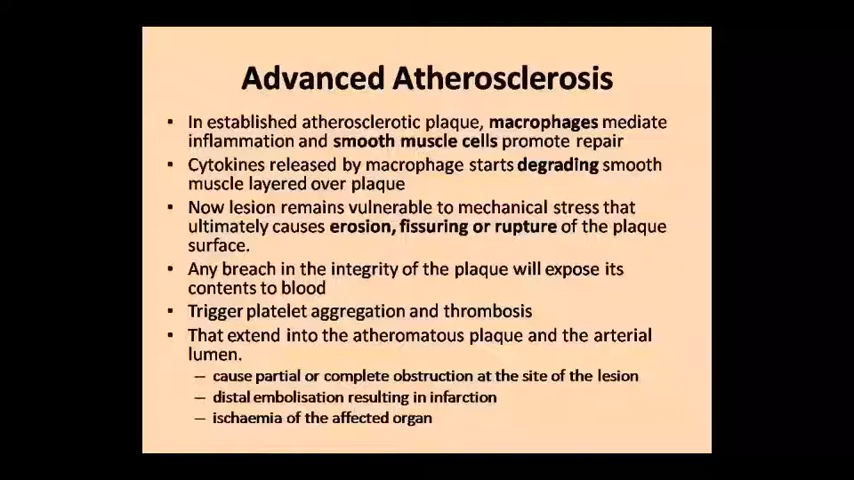 Advanced Atherosclerosis
• In established atherosclerotic plaque, macrophages mediate
inflammation and smooth muscle cells promote repair
• Cytokines released by macrophage starts degrading smooth
muscle layered over plaque
• Now lesion remains vulnerable to mechanical stress that
ultimately causes erosion, fissuring or rupture of the plaque
surface.
• Any breach in the integrity of the plaque will expose its
contents to blood
• Trigger platelet aggregation and thrombosis
• That extend into the atheromatous plaque and the arterial
lumen.
– cause partial or complete obstruction at the site of the lesion
– distal embolisation resulting in infarction
– ischaemia of the affected organ